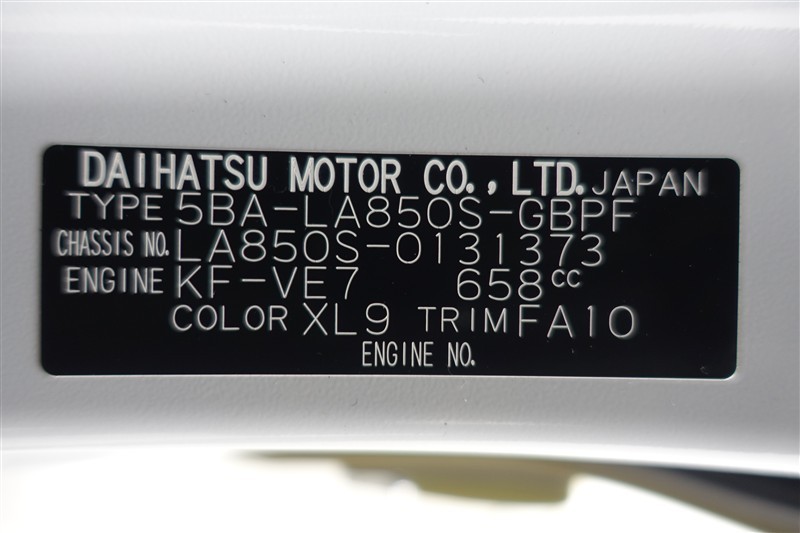 DAIHATSU MOTOR CO., LTD. JAPAN
TYPE 5BA-LA850S-GBPF
CHASSIS NO. LA850S-0131373
ENGINE KF-VE7 658cc
COLOR XL9 TRIM FA10
ENGINE NO.